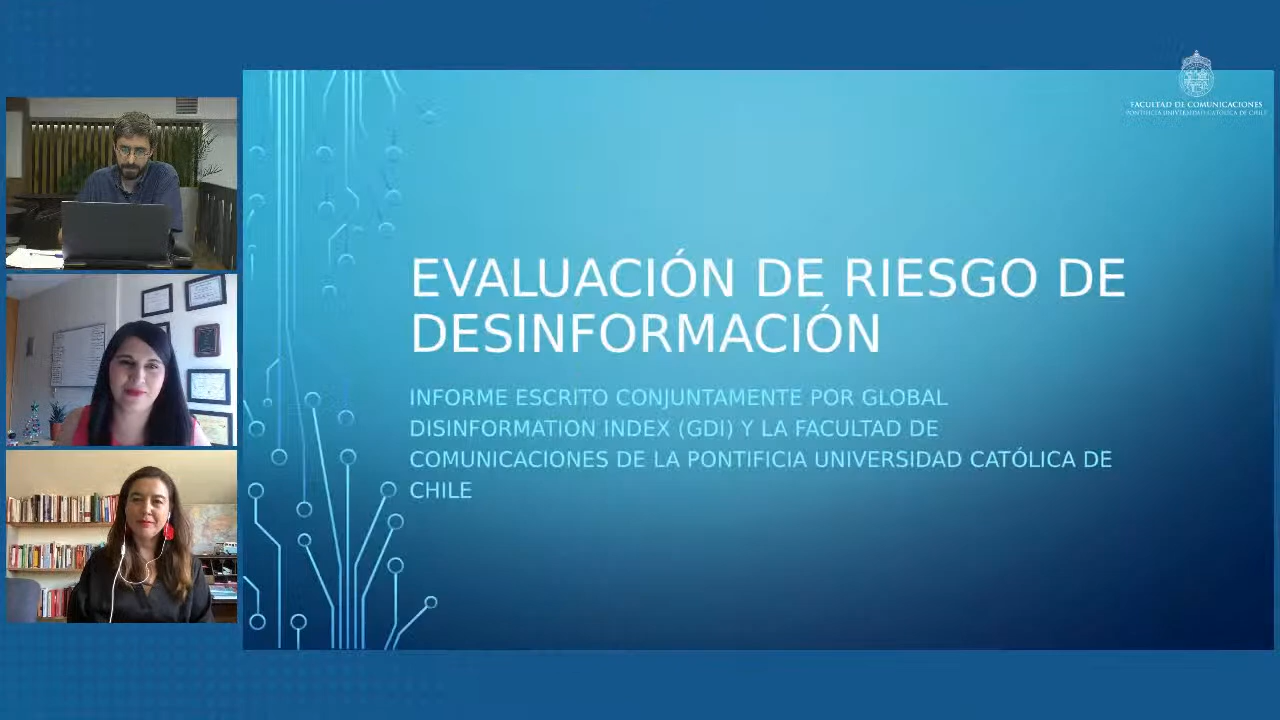 FACULTAD DE COMUNICACIONES
PONTIFICIA UNIVERSIDAD CATÓLICA DE CHILE
EVALUACIÓN DE RIESGO DE
DESINFORMACIÓN
INFORME ESCRITO CONJUNTAMENTE POR GLOBAL
DISINFORMATION INDEX (GDI) Y LA FACULTAD DE
COMUNICACIONES DE LA PONTIFICIA UNIVERSIDAD CATÓLICA DE
CHILE